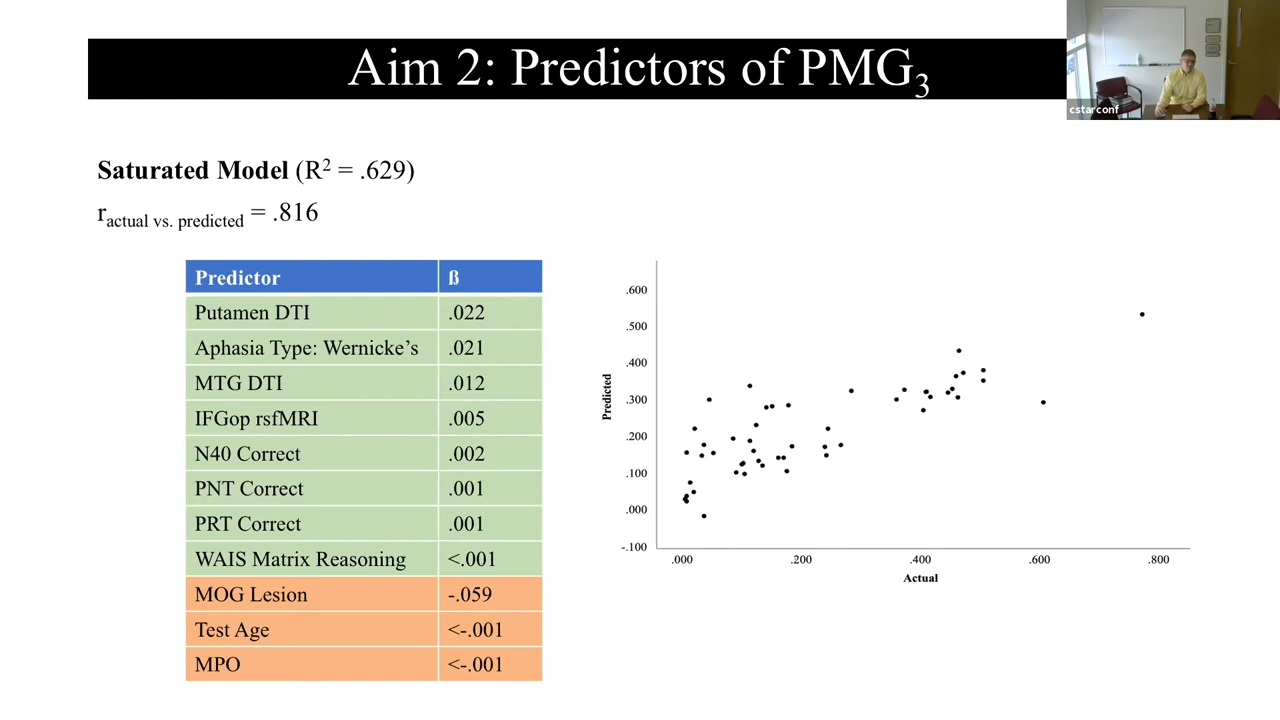 Aim 2: Predictors of PMG3
cstarconf
Saturated Model (R2 = .629)
ractual vs. predicted = .816
Predictor ß
Putamen DTI .022
Aphasia Type: Wernicke’s .021
MTG DTI .012
IFGop rsfMRI .005
N40 Correct .002
PNT Correct .001
PRT Correct .001
WAIS Matrix Reasoning <.001
MOG Lesion -.059
Test Age <-.001
MPO <-.001
.600
.500
.400
.300
.200
.100
.000
-.100
Predicted
.000 .200 .400 .600 .800
Actual